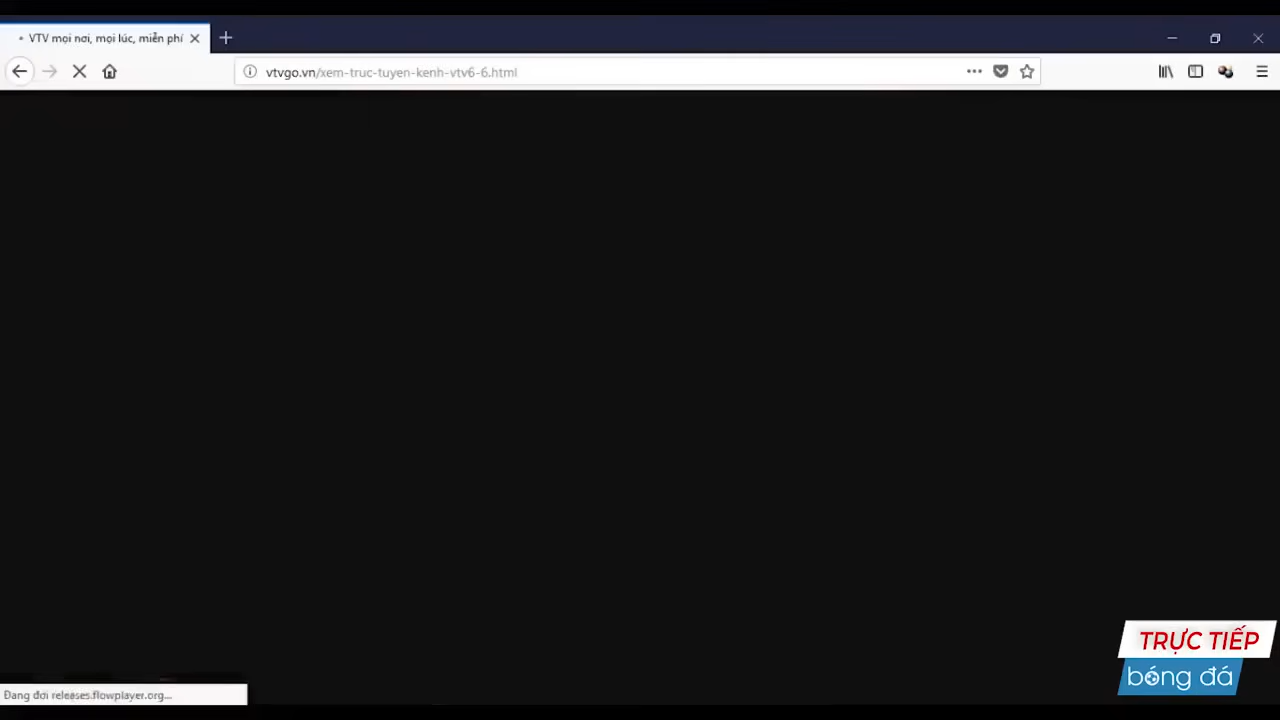 VTV mọi nơi, mọi lúc, miễn phí
vtvgo.vn/xem-truc-tuyen-kenh-vtv6-6.html
TRỰC TIẾP
bóng đá
Đang đợi releases.flowplayer.org...